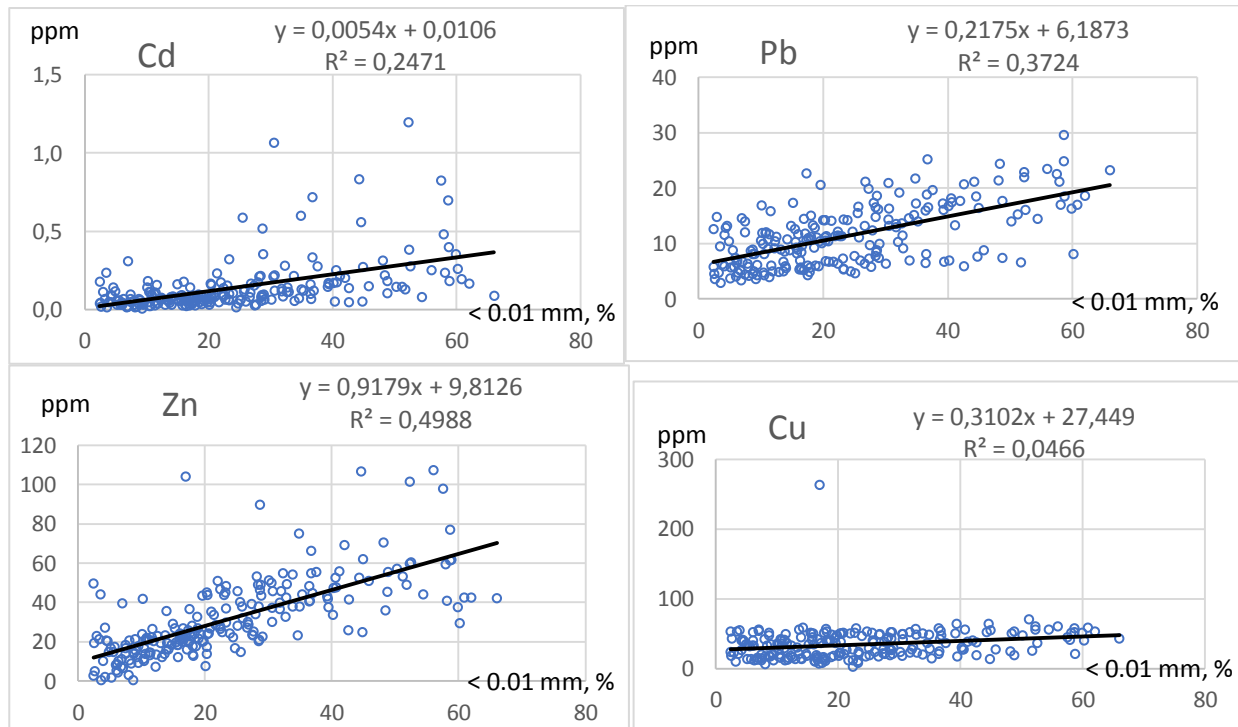 ppm
Cd
y = 0,0054x + 0,0106
R² = 0,2471
1,5
1,0
0,5
0,0
0
20
40
60
80
< 0.01 mm, %
ppm
Pb
y = 0,2175x + 6,1873
R² = 0,3724
40
30
20
10
0
0
20
40
60
80
< 0.01 mm, %
ppm
Zn
y = 0,9179x + 9,8126
R² = 0,4988
120
100
80
60
40
20
0
0
20
40
60
80
< 0.01 mm, %
ppm
Cu
y = 0,3102x + 27,449
R² = 0,0466
300
200
100
0
0
20
40
60
80
< 0.01 mm, %